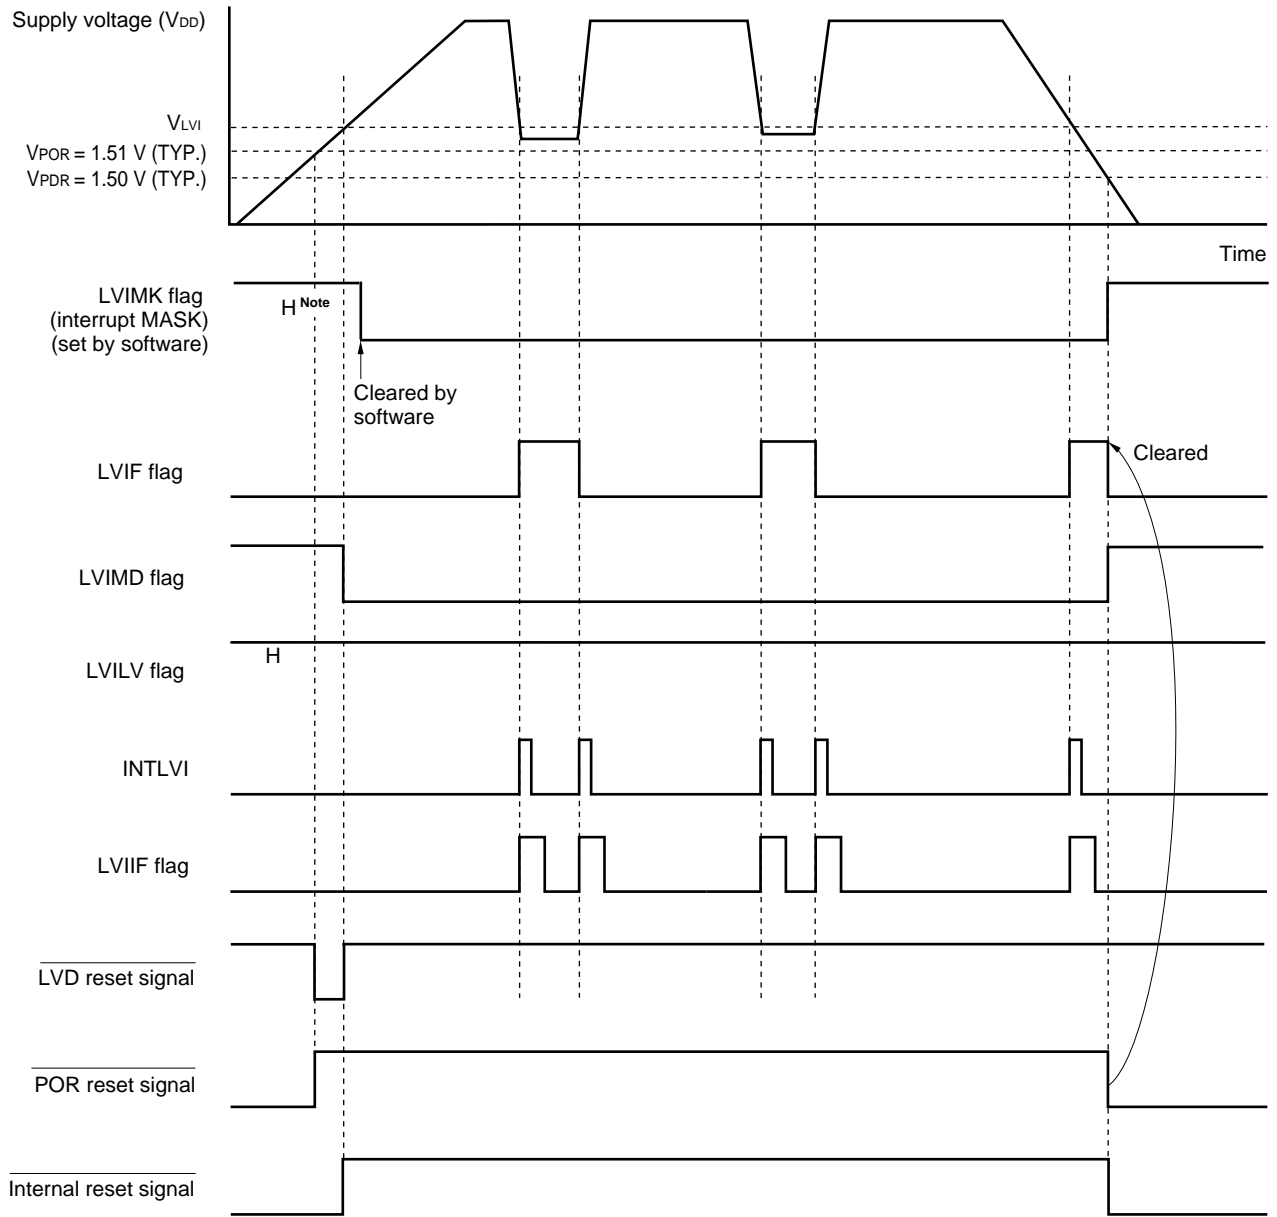 Supply voltage (VDD)
VLVI
VPOR = 1.51 V (TYP.)
VPDR = 1.50 V (TYP.)
Time
LVIMK flag
(interrupt MASK)
(set by software)
H Note
Cleared by
software
LVIF flag
Cleared
LVIMD flag
H
LVILV flag
INTLVI
LVIIF flag
LVD reset signal
POR reset signal
Internal reset signal